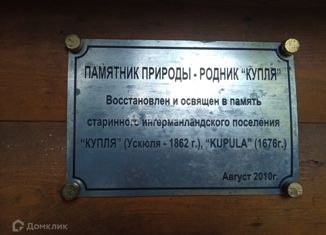 ПАМЯТНИК ПРИРОДЫ - РОДНИК "КУПЛЯ"
Восстановлен и освящен в память
старинного ингерманландского поселения
"КУПЛЯ" (Ускюля - 1862 г.), "KUPULA" (1676г.)
Август 2010г.
Домклик